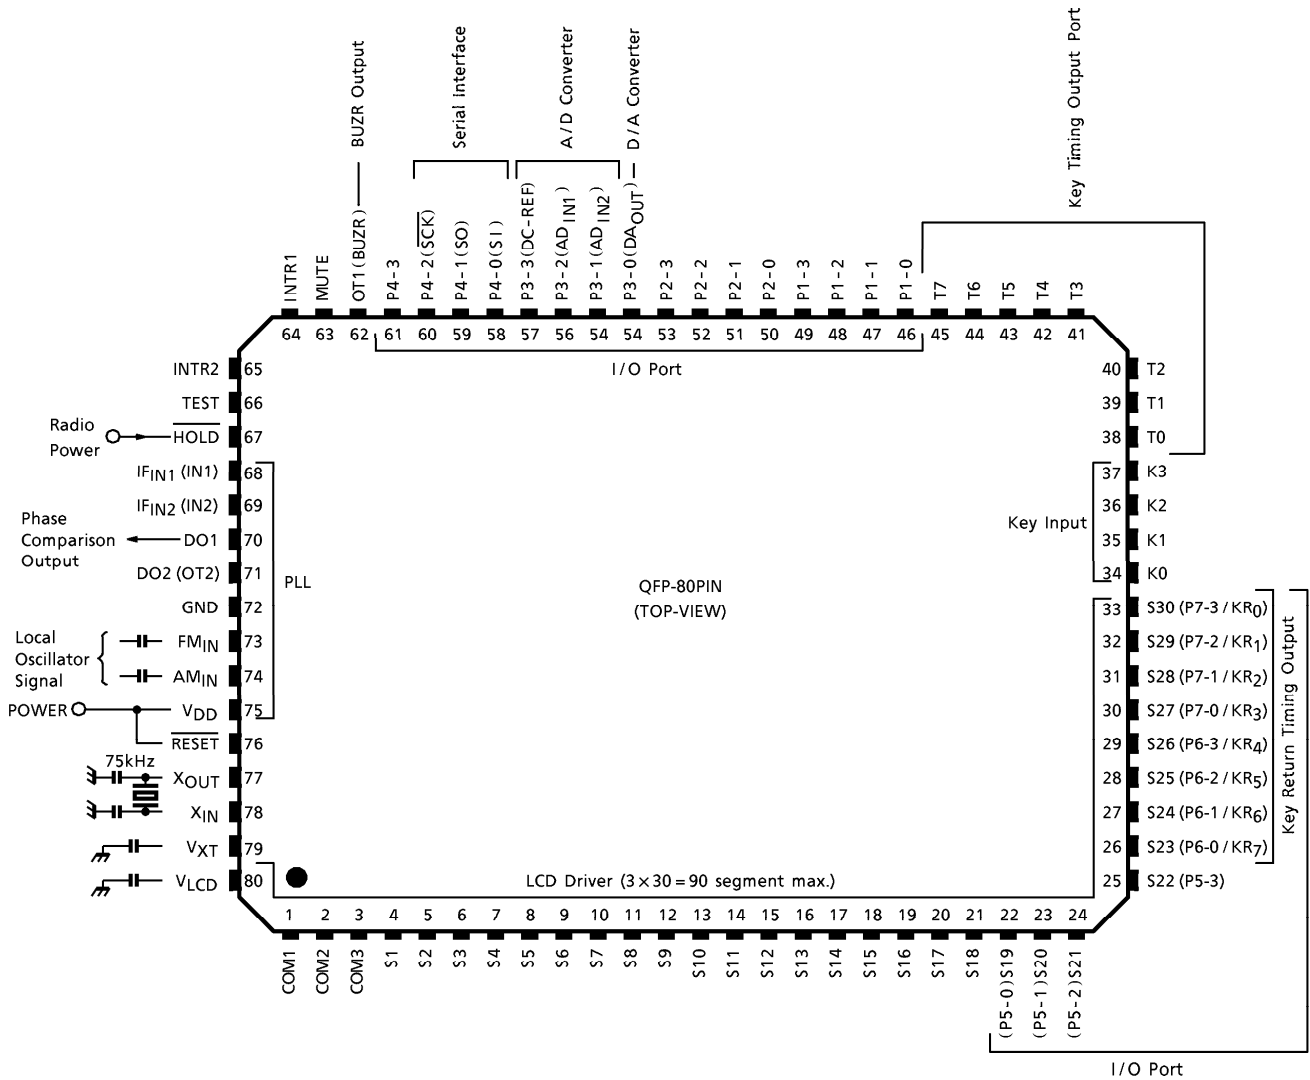 BUZR Output
Serial interface
A/D Converter
D/A Converter
Key Timing Output Port
INTR1
MUTE
OT1(BUZR)
P4-3
P4-2(SCK)
P4-1(SO)
P4-0(SI)
P3-3(DC-REF)
P3-2(ADIN1)
P3-1(ADIN2)
P3-0(DAOUT)
P2-3
P2-2
P2-1
P2-0
P1-3
P1-2
P1-1
P1-0
T7
T6
T5
T4
T3
64 63 62 61 60 59 58 57 56 54 54 53 52 51 50 49 48 47 46 45 44 43 42 41
I/O Port
INTR2 65
TEST 66
Radio
Power
HOLD 67
IFIN1 (IN1) 68
IFIN2 (IN2) 69
Phase
Comparison
Output
DO1 70
DO2 (OT2) 71
PLL
GND 72
Local
Oscillator
Signal
FMIN 73
AMIN 74
POWER
VDD 75
RESET 76
75kHz
XOUT 77
XIN 78
VXT 79
VLCD 80
QFP-80PIN
(TOP-VIEW)
40 T2
39 T1
38 T0
Key Input
37 K3
36 K2
35 K1
34 K0
33 S30 (P7-3 / KR0)
32 S29 (P7-2 / KR1)
31 S28 (P7-1 / KR2)
30 S27 (P7-0 / KR3)
29 S26 (P6-3 / KR4)
28 S25 (P6-2 / KR5)
27 S24 (P6-1 / KR6)
26 S23 (P6-0 / KR7)
25 S22 (P5-3)
Key Return Timing Output
LCD Driver (3×30=90 segment max.)
1 2 3 4 5 6 7 8 9 10 11 12 13 14 15 16 17 18 19 20 21 22 23 24
COM1
COM2
COM3
S1
S2
S3
S4
S5
S6
S7
S8
S9
S10
S11
S12
S13
S14
S15
S16
S17
S18
(P5-0)S19
(P5-1)S20
(P5-2)S21
I/O Port